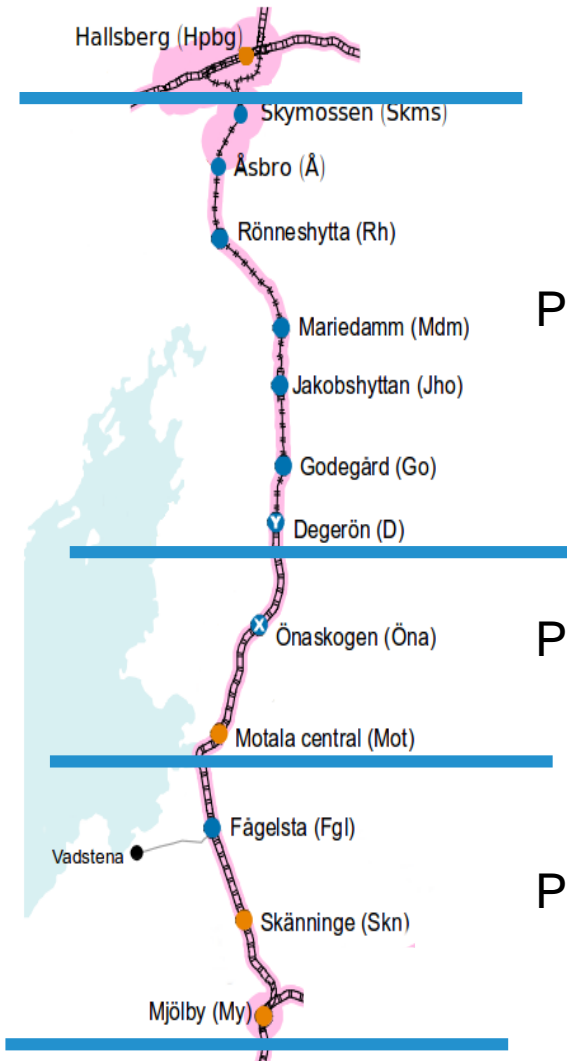 Hallsberg (Hpbg)
Skymossen (Skms)
Åsbro (Å)
Rönneshytta (Rh)
P
Mariedamm (Mdm)
Jakobshyttan (Jho)
Godegård (Go)
Y
Degerön (D)
X
Önaskogen (Öna)
P
Motala central (Mot)
Fågelsta (Fgl)
Vadstena
P
Skänninge (Skn)
Mjölby (My)